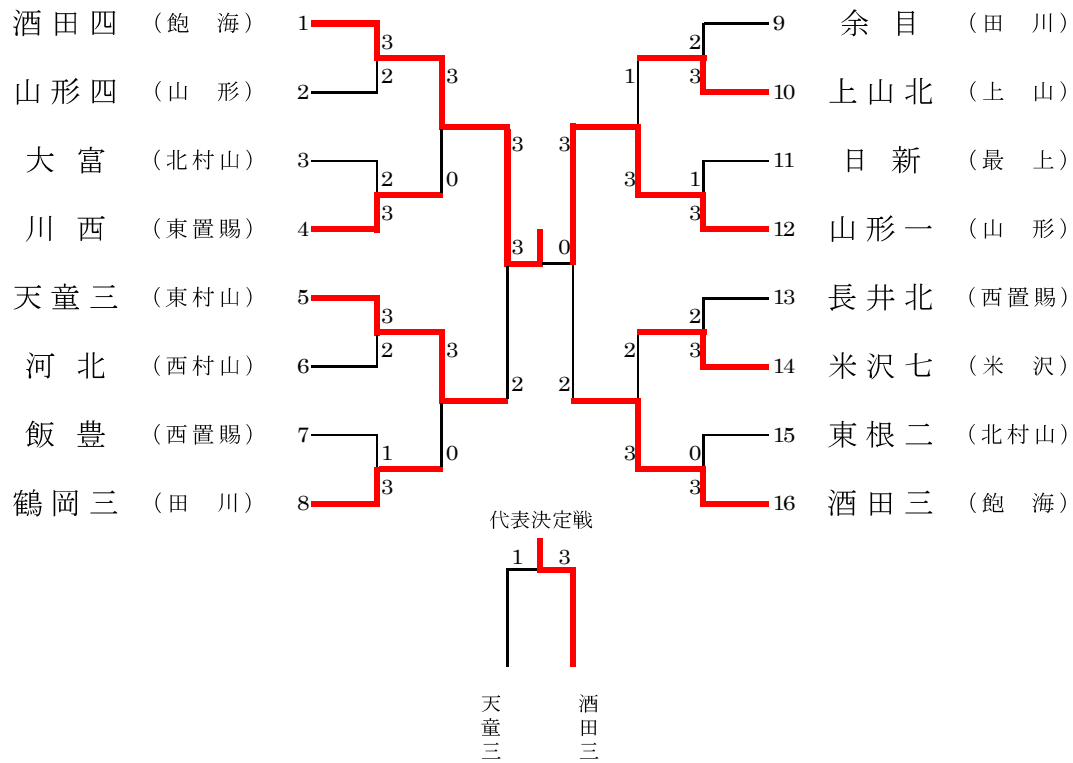 酒田四 （飽 海） 1 9 余目 （田 川）
3 2
山形四 （山 形） 2 2 3 1 3 10 上山北 （上 山）
大富 （北村山） 3 3 3 11 日新 （最 上）
2 0 3 1
川西 （東置賜） 4 3 3 12 山形一 （山 形）
3 0
天童三 （東村山） 5 13 長井北 （西置賜）
3 2
河北 （西村山） 6 2 3 2 3 14 米沢七 （米 沢）
2 2
飯豊 （西置賜） 7 15 東根二 （北村山）
1 0 3 0
鶴岡三 （田 川） 8 3 3 16 酒田三 （飽 海）
代表決定戦
1 3
天童三
酒田三